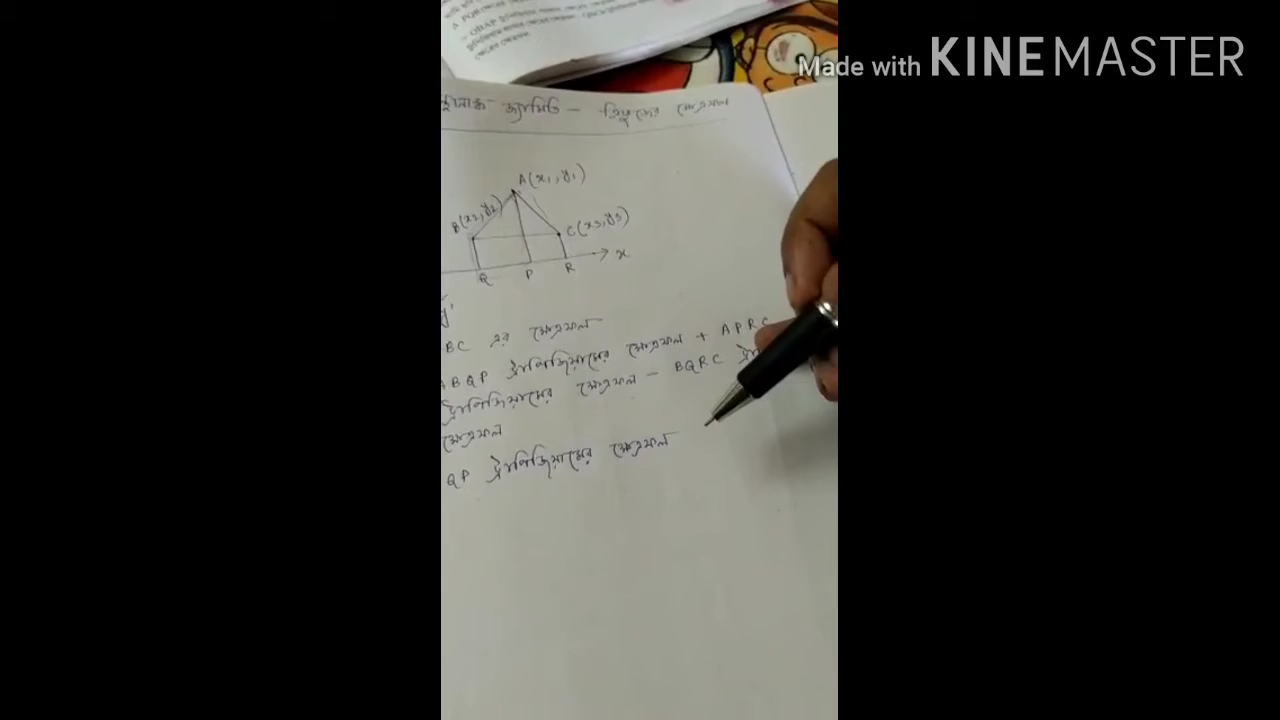 Made with KINEMASTER
জ্যামিতি — ত্রিভুজের ক্ষেত্রফল
A(x₁,y₁)
B(x₂,y₂)
C(x₃,y₃)
x
Q P R
BC এর ক্ষেত্রফল
ABQP ট্রাপিজিয়ামের ক্ষেত্রফল + APRC
ট্রাপিজিয়ামের ক্ষেত্রফল — BQRC
ক্ষেত্রফল
QP ট্রাপিজিয়ামের ক্ষেত্রফল